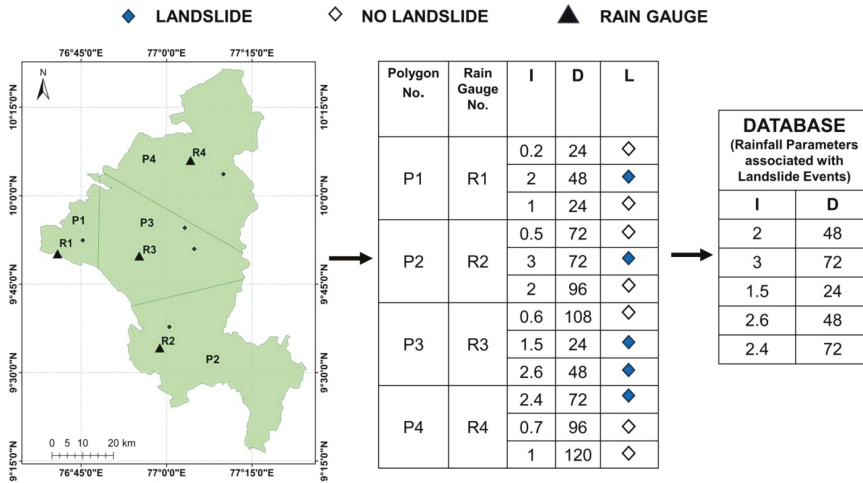 LANDSLIDE NO LANDSLIDE RAIN GAUGE
76°45'0"E 77°0'0"E 77°15'0"E
N
10°15'0"N
10°0'0"N
9°45'0"N
9°30'0"N
9°15'0"N
P4
R4
P1
R1
P3
R3
R2
P2
0 5 10 20 km
10°15'0"N
10°0'0"N
9°45'0"N
9°30'0"N
9°15'0"N
76°45'0"E 77°0'0"E 77°15'0"E
Polygon No. Rain Gauge No. I D L
P1 R1
0.2 24
2 48
1 24
P2 R2
0.5 72
3 72
2 96
P3 R3
0.6 108
1.5 24
2.6 48
P4 R4
2.4 72
0.7 96
1 120
DATABASE
(Rainfall Parameters
associated with
Landslide Events)
I D
2 48
3 72
1.5 24
2.6 48
2.4 72